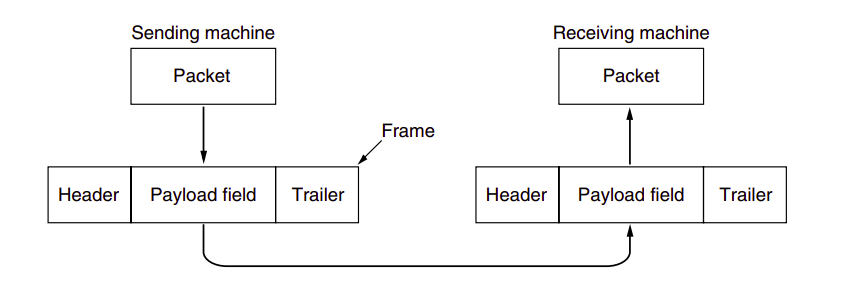 Sending machine
Receiving machine
Packet
Packet
Frame
Header
Payload field
Trailer
Header
Payload field
Trailer